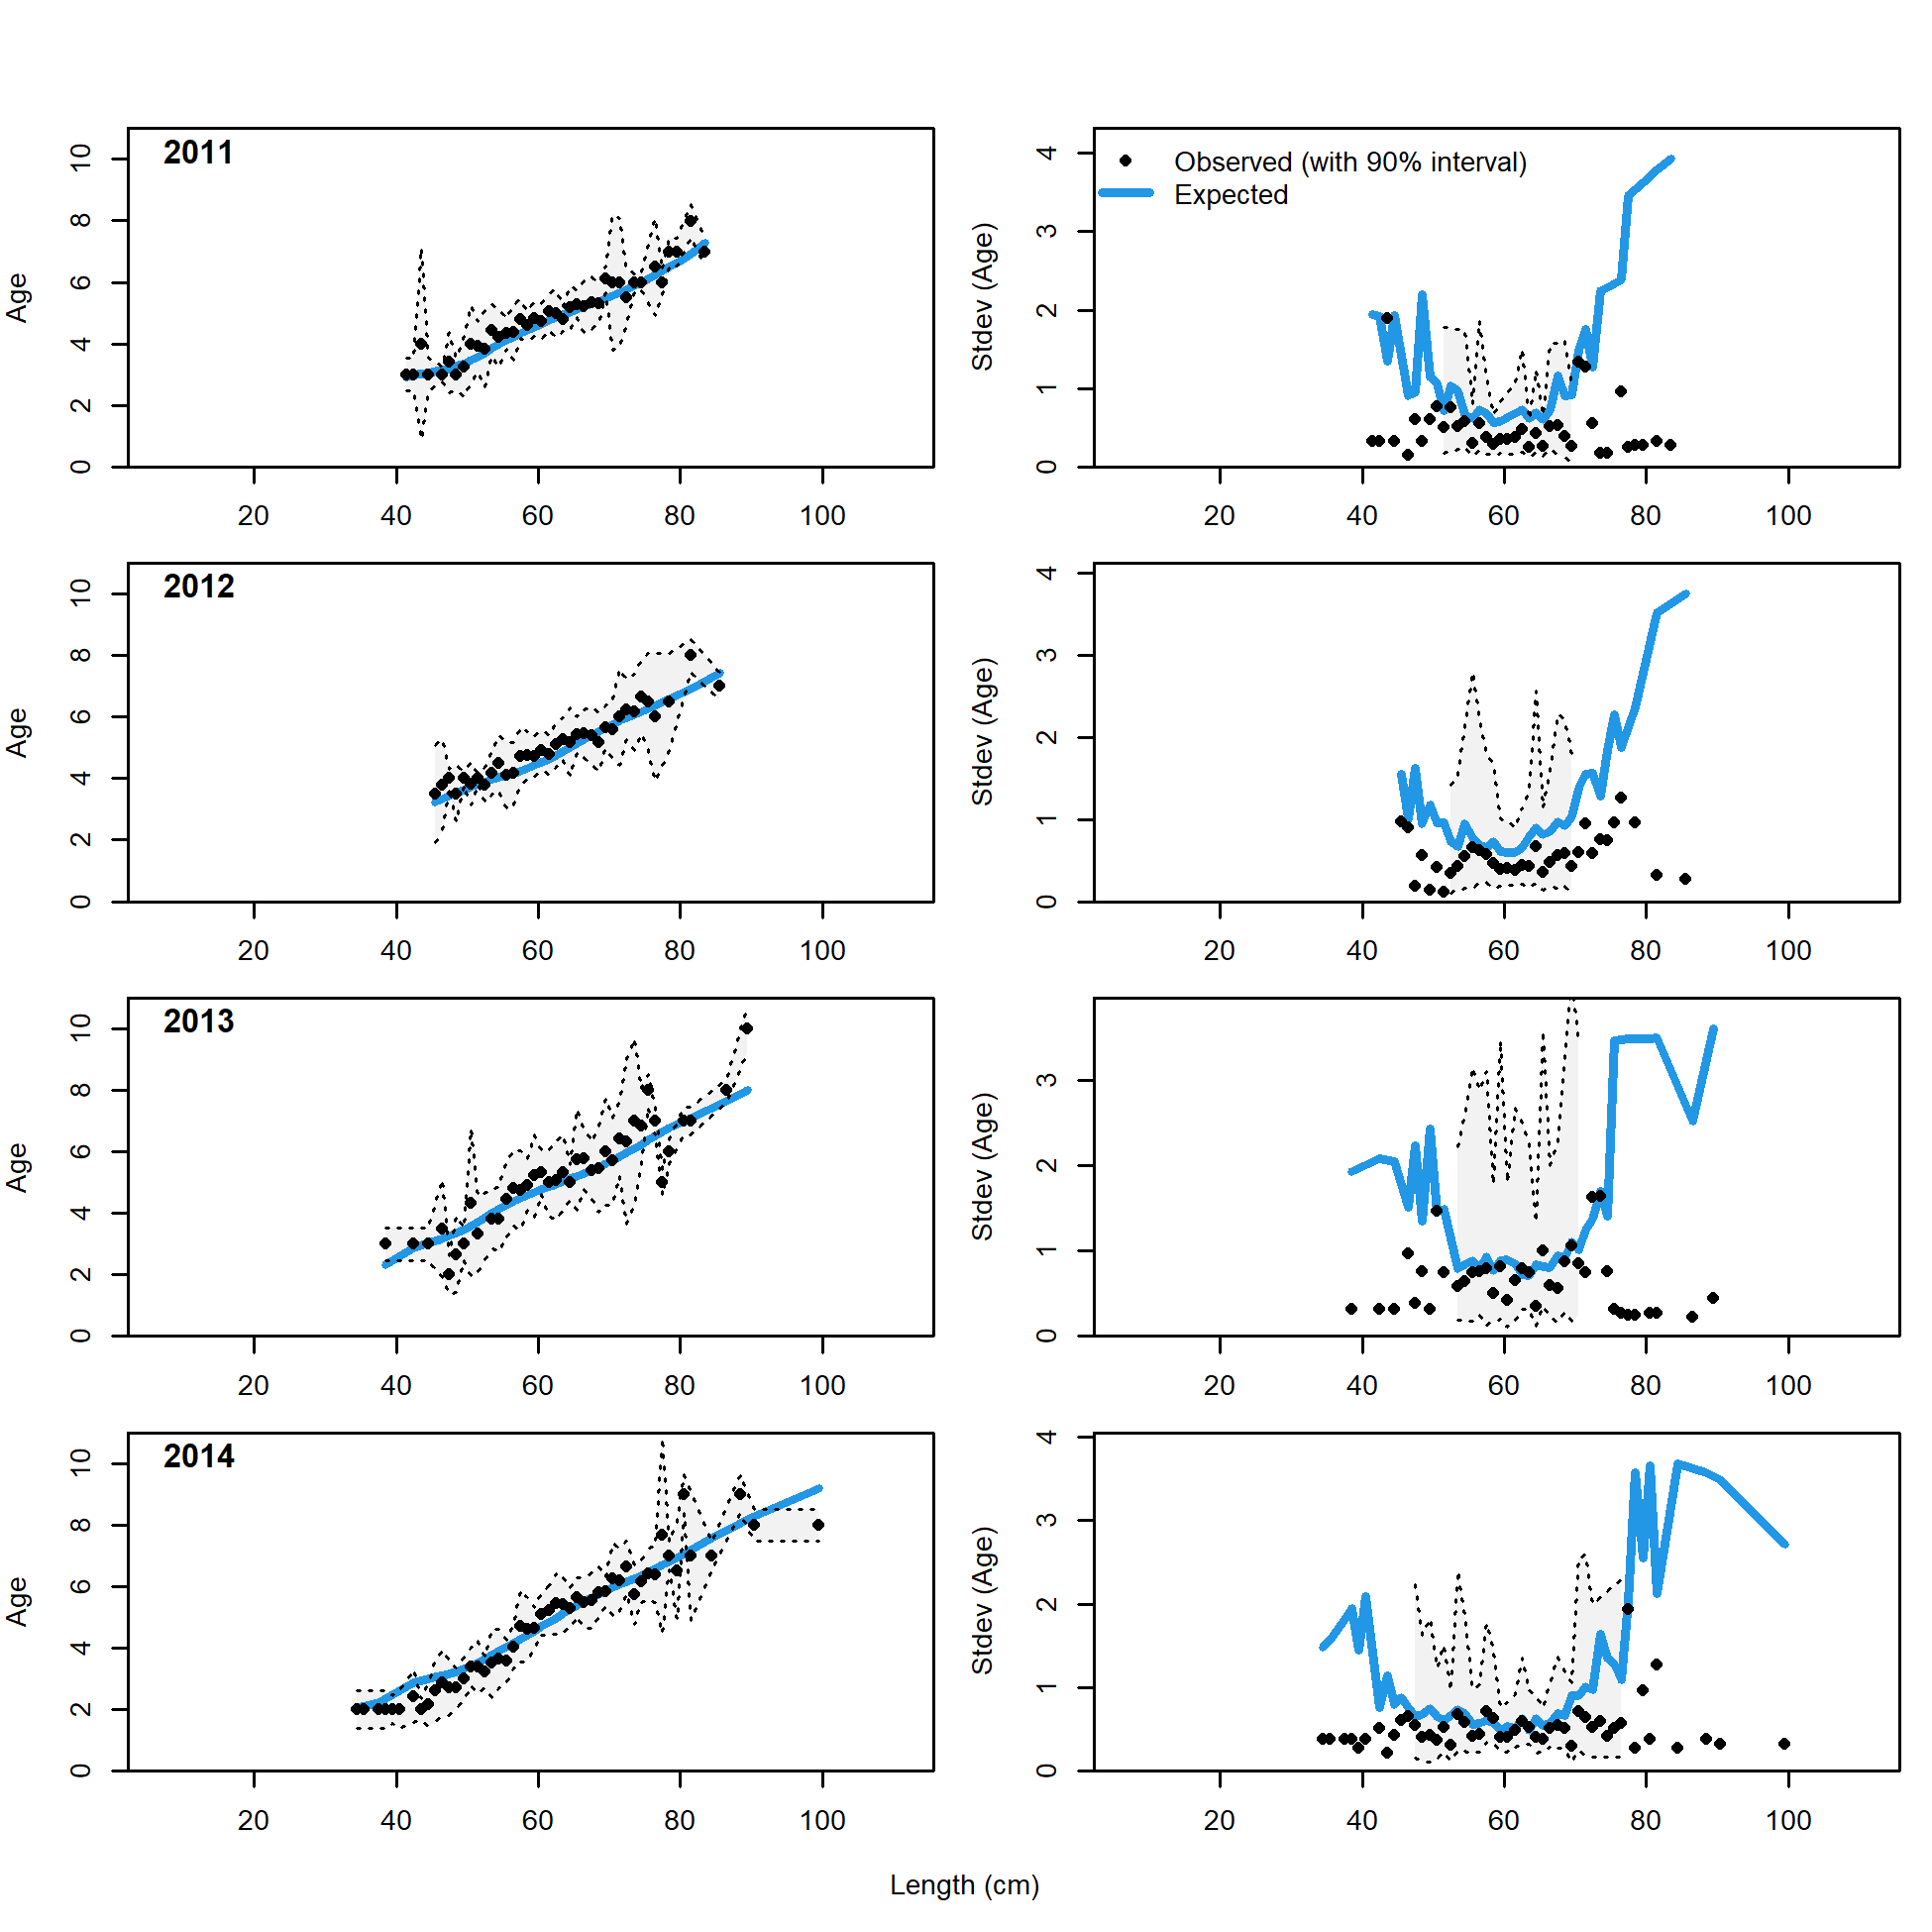 2011
Age
0 2 4 6 8 10
20 40 60 80 100
Observed (with 90% interval)
Expected
Stdev (Age)
0 1 2 3 4
20 40 60 80 100
2012
Age
0 2 4 6 8 10
20 40 60 80 100
Stdev (Age)
0 1 2 3 4
20 40 60 80 100
2013
Age
0 2 4 6 8 10
20 40 60 80 100
Stdev (Age)
0 1 2 3
20 40 60 80 100
2014
Age
0 2 4 6 8 10
20 40 60 80 100
Stdev (Age)
0 1 2 3 4
20 40 60 80 100
Length (cm)